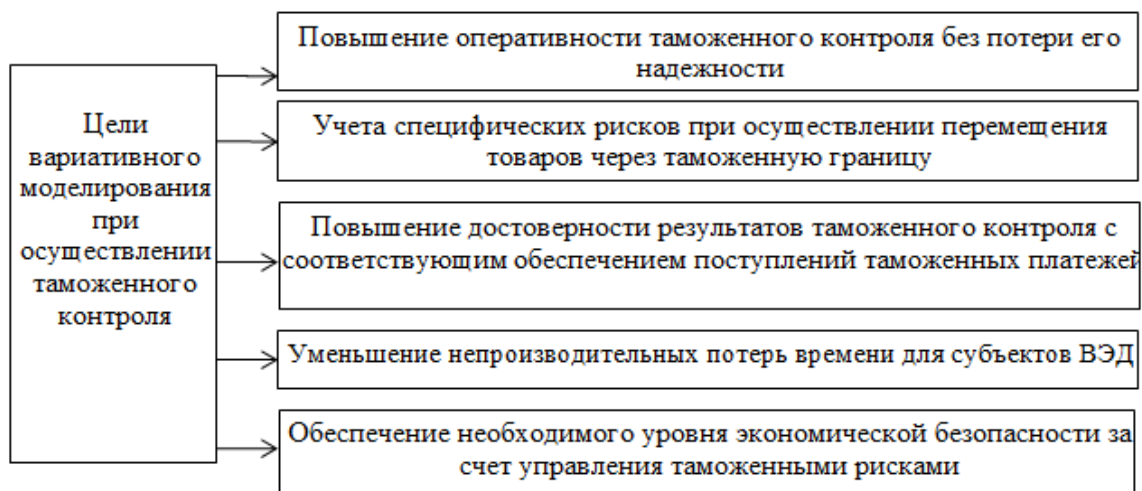 Цели
вариативного
моделирования
при
осуществлении
таможенного
контроля
Повышение оперативности таможенного контроля без потери его
надежности
Учета специфических рисков при осуществлении перемещения
товаров через таможенную границу
Повышение достоверности результатов таможенного контроля с
соответствующим обеспечением поступлений таможенных платежей
Уменьшение непроизводительных потерь времени для субъектов ВЭД
Обеспечение необходимого уровня экономической безопасности за
счет управления таможенными рисками